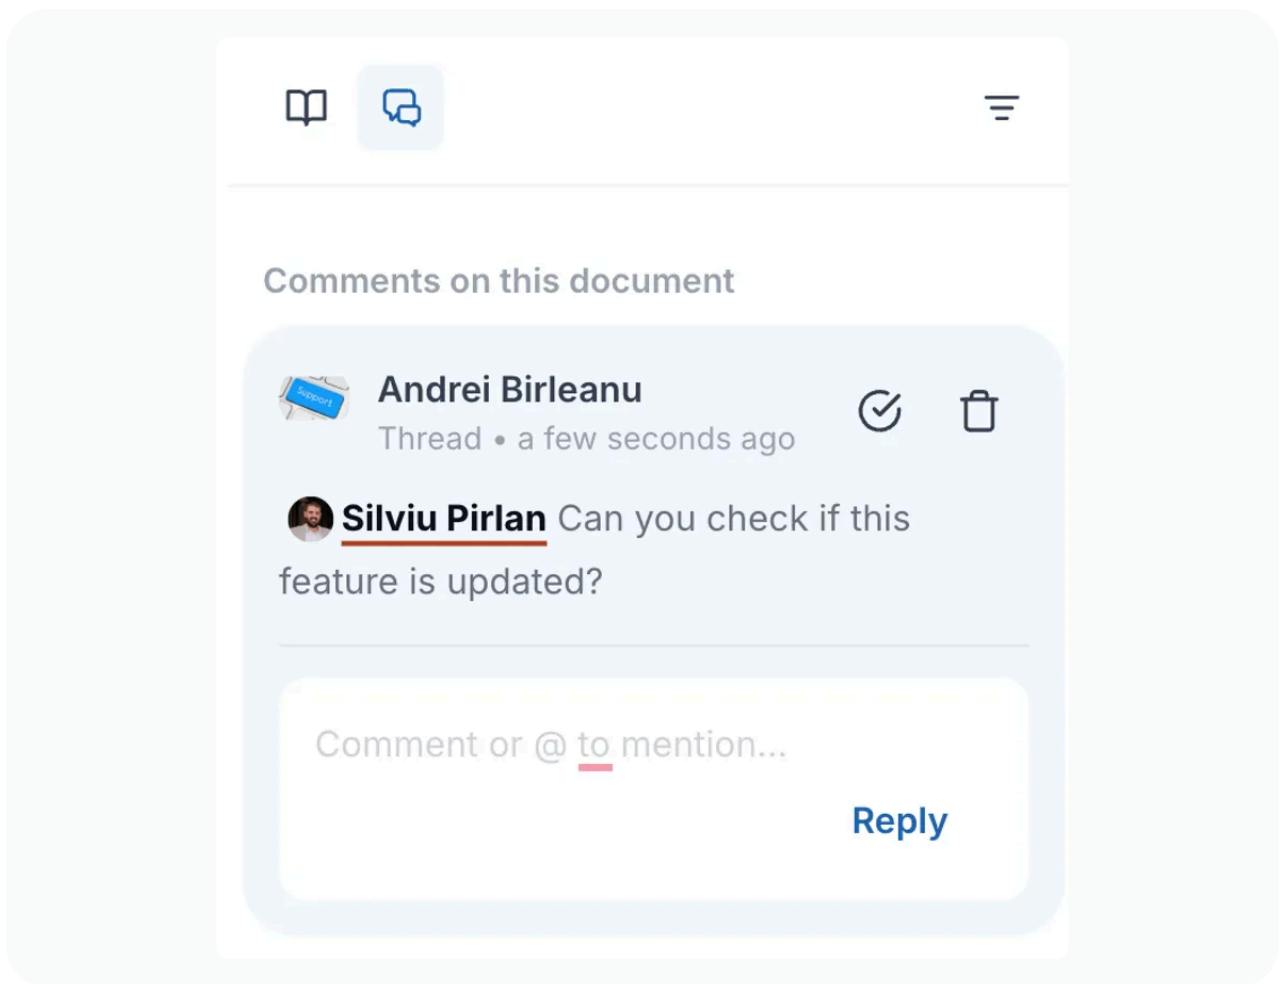 Comments on this document
Support
Andrei Birleanu
Thread • a few seconds ago
Silviu Pirlan Can you check if this
feature is updated?
Comment or @ to mention...
Reply